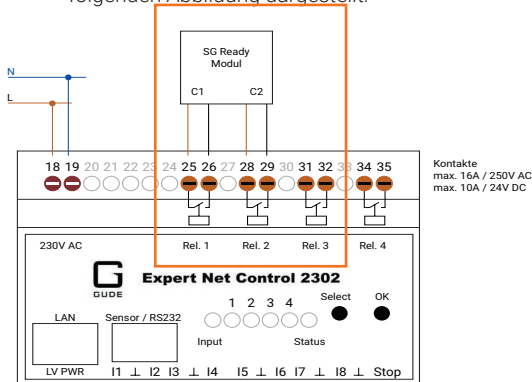 folgenden Abbildung dargestellt.
SG Ready
Modul
C1 C2
N
L
18 19 20 21 22 23 24 25 26 27 28 29 30 31 32 33 34 35
Kontakte
max. 16A / 250V AC
max. 10A / 24V DC
230V AC Rel. 1 Rel. 2 Rel. 3 Rel. 4
GUDE
Expert Net Control 2302
LAN Sensor / RS232 1 2 3 4 Select OK
Input Status
LV PWR I1 ⊥ I2 I3 ⊥ I4 I5 ⊥ I6 I7 ⊥ I8 ⊥ Stop